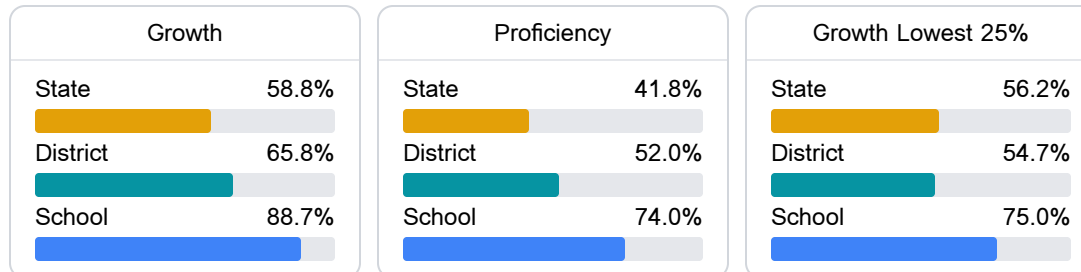 Growth
State 58.8%
District 65.8%
School 88.7%
Proficiency
State 41.8%
District 52.0%
School 74.0%
Growth Lowest 25%
State 56.2%
District 54.7%
School 75.0%